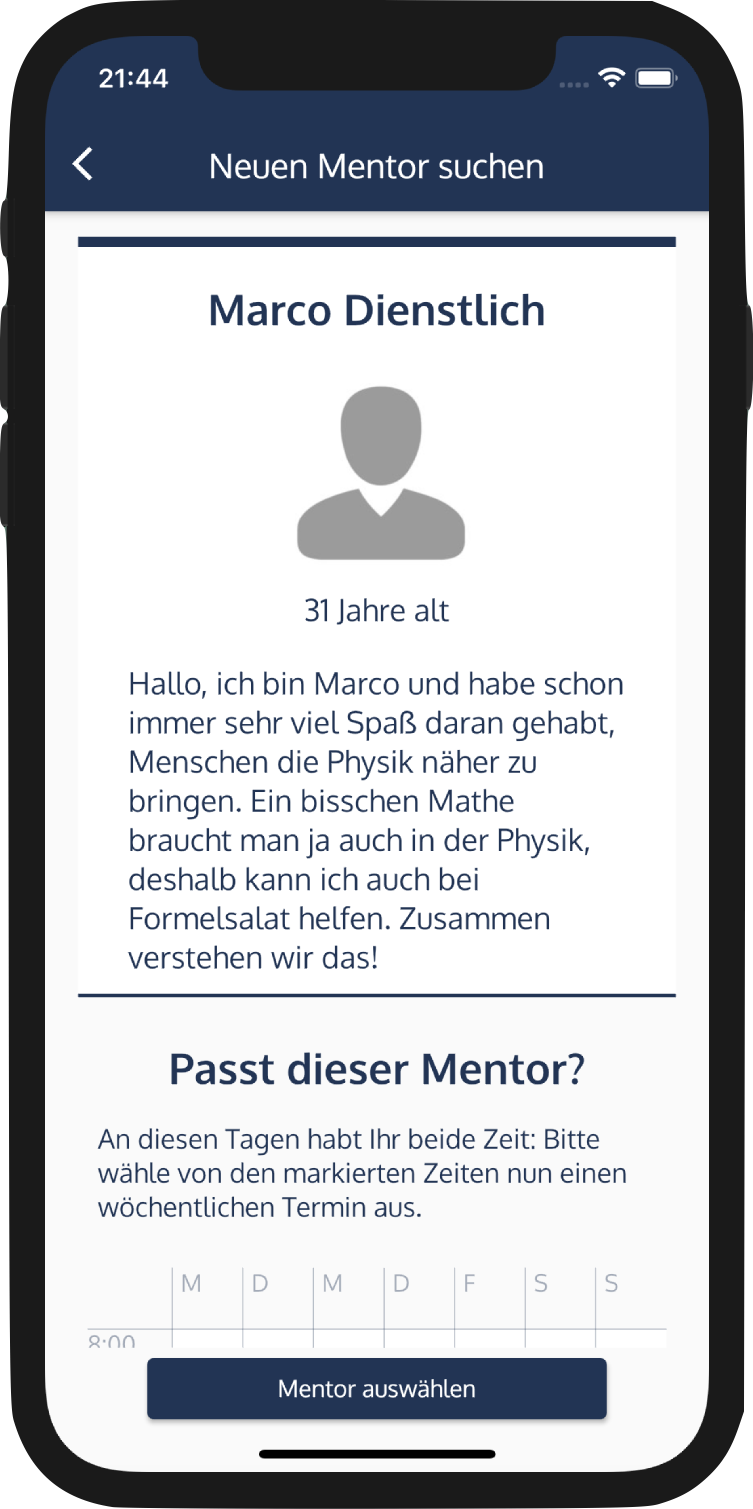 21:44
Neuen Mentor suchen
Marco Dienstlich
31 Jahre alt
Hallo, ich bin Marco und habe schon
immer sehr viel Spaß daran gehabt,
Menschen die Physik näher zu
bringen. Ein bisschen Mathe
braucht man ja auch in der Physik,
deshalb kann ich auch bei
Formelsalat helfen. Zusammen
verstehen wir das!
Passt dieser Mentor?
An diesen Tagen habt Ihr beide Zeit: Bitte
wähle von den markierten Zeiten nun einen
wöchentlichen Termin aus.
M D M D F S S
8:00
Mentor auswählen